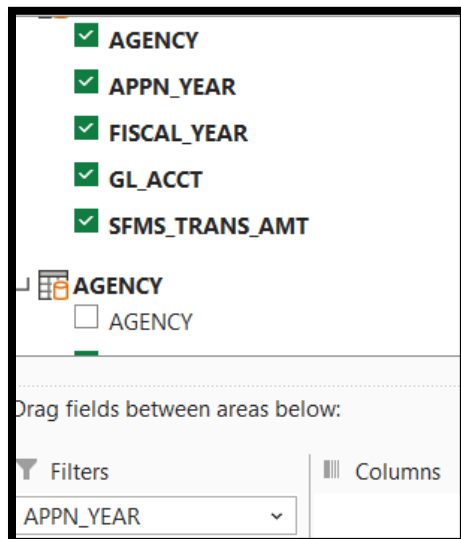 AGENCY
APPN_YEAR
FISCAL_YEAR
GL_ACCT
SFMS_TRANS_AMT
AGENCY
AGENCY
Drag fields between areas below:
Filters
Columns
APPN_YEAR